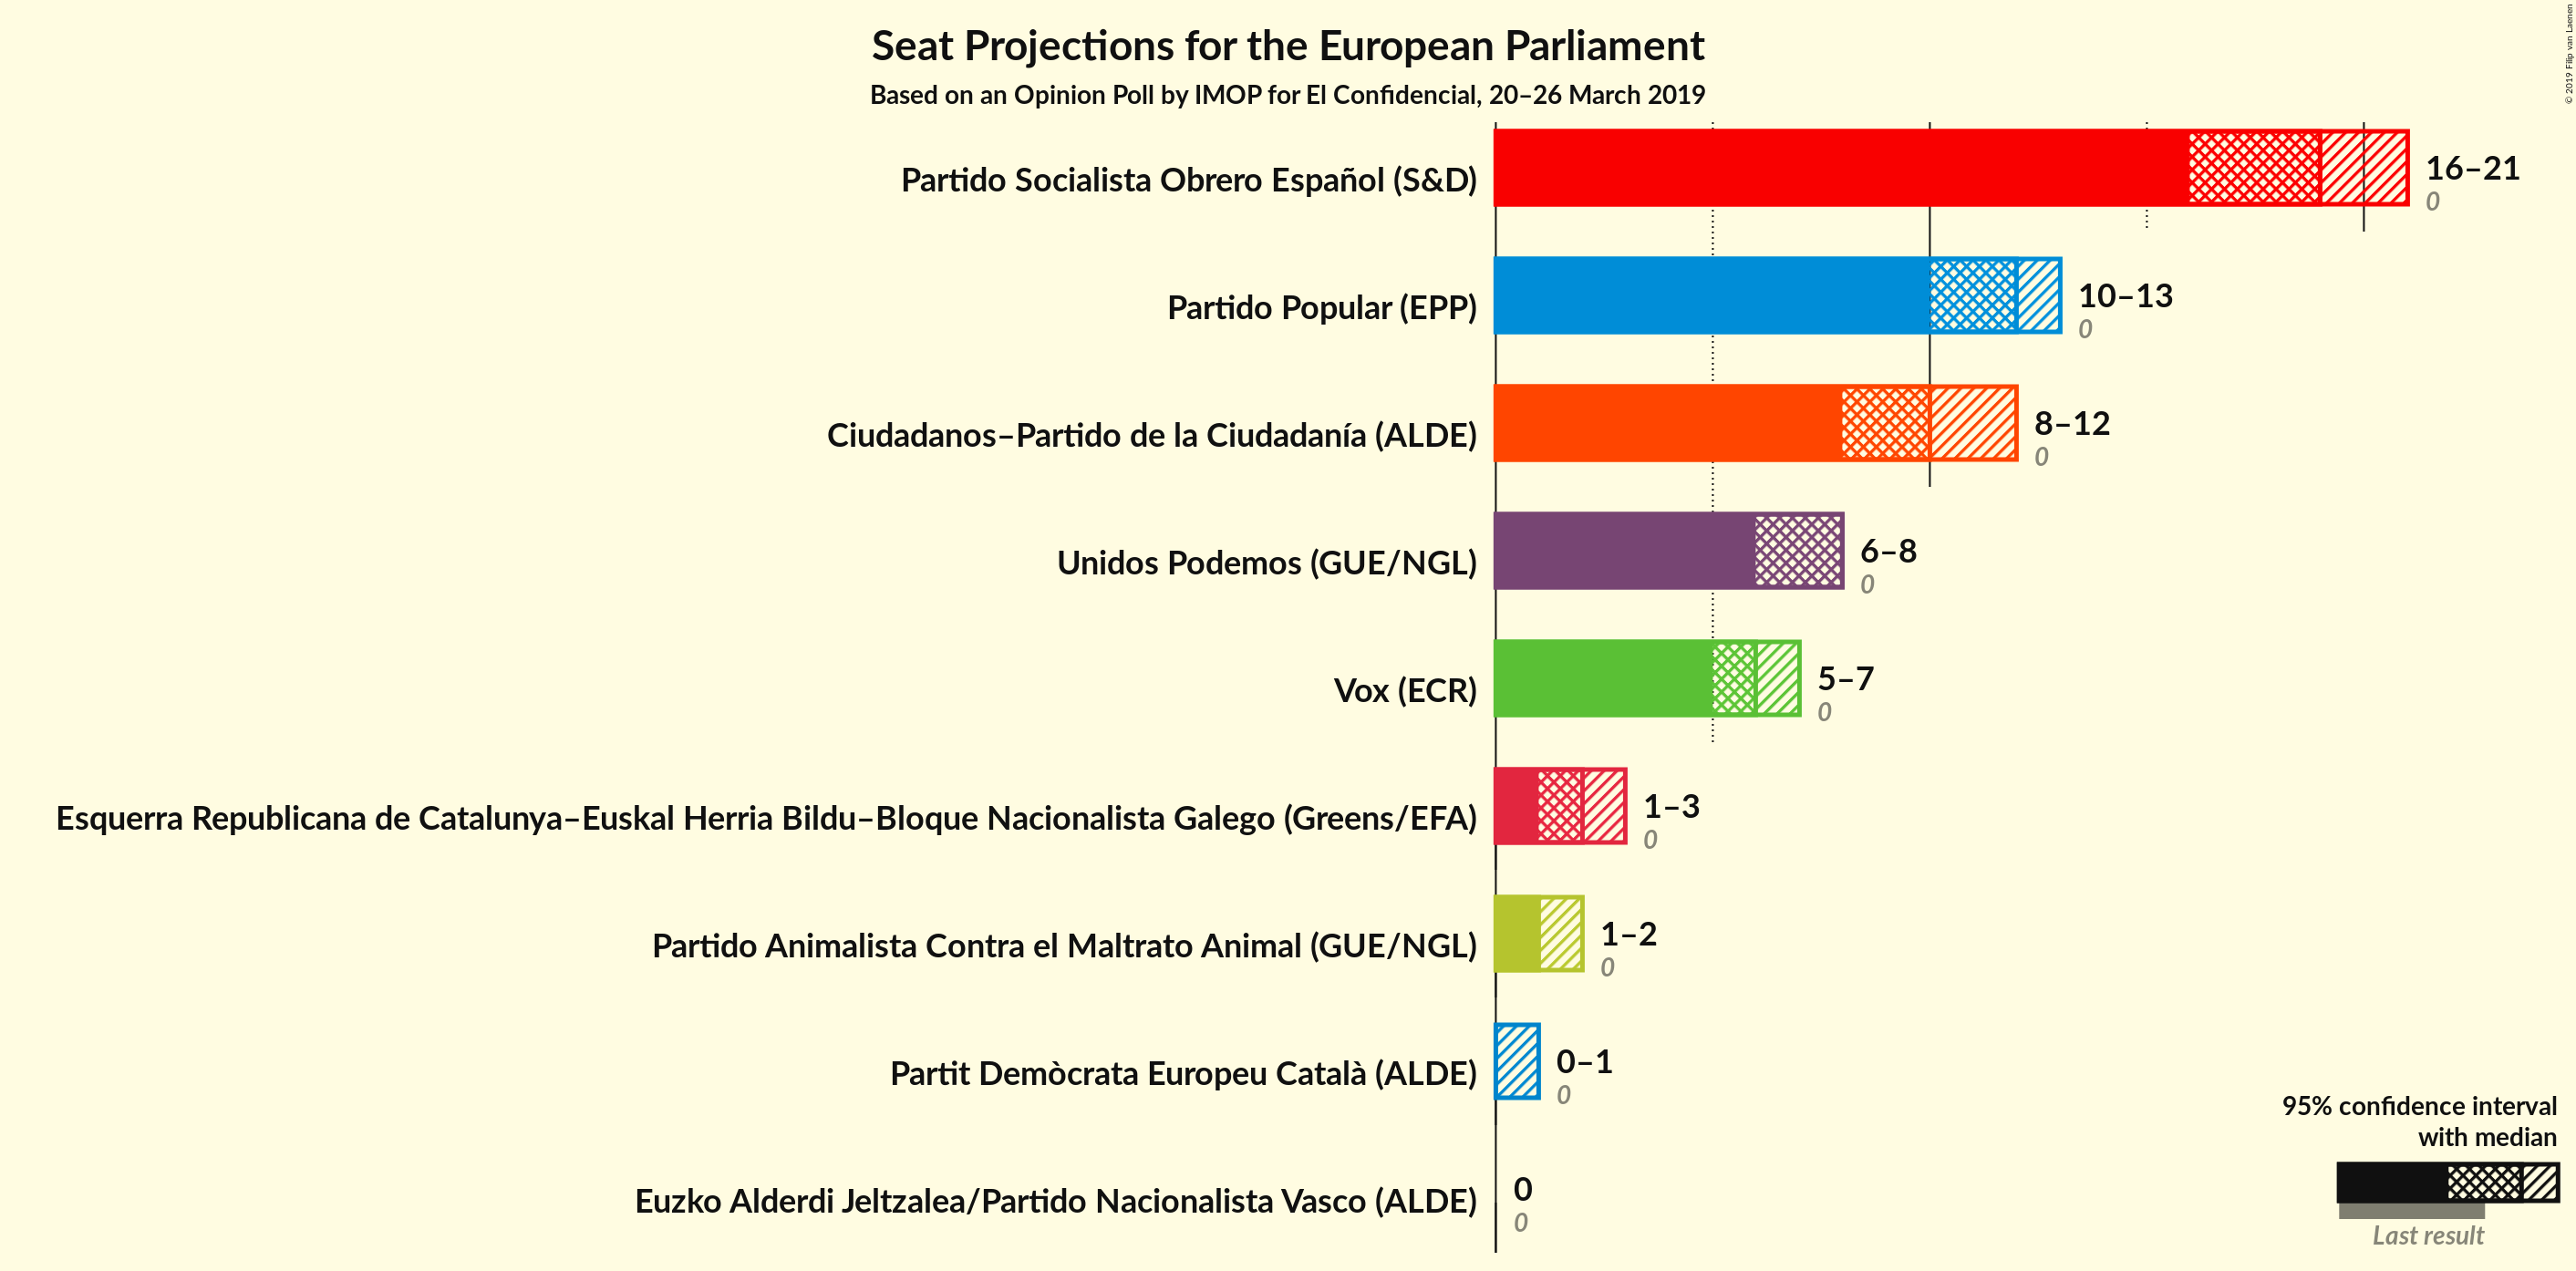 Seat Projections for the European Parliament
Based on an Opinion Poll by IMOP for El Confidencial, 20–26 March 2019
© 2019 Filip van Laenen
Partido Socialista Obrero Español (S&D)
16–21
0
Partido Popular (EPP)
10–13
0
Ciudadanos–Partido de la Ciudadanía (ALDE)
8–12
0
Unidos Podemos (GUE/NGL)
6–8
0
Vox (ECR)
5–7
0
Esquerra Republicana de Catalunya–Euskal Herria Bildu–Bloque Nacionalista Galego (Greens/EFA)
1–3
0
Partido Animalista Contra el Maltrato Animal (GUE/NGL)
1–2
0
Partit Demòcrata Europeu Català (ALDE)
0–1
0
Euzko Alderdi Jeltzalea/Partido Nacionalista Vasco (ALDE)
0
0
95% confidence interval
with median
Last result